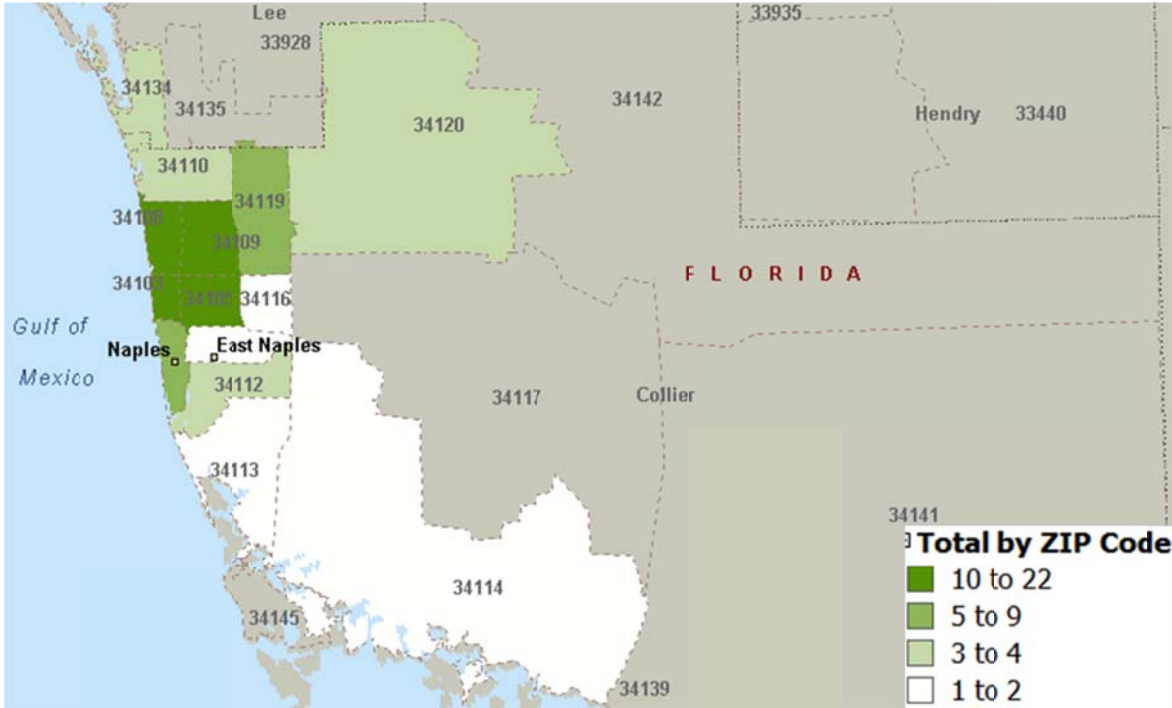 Lee
33935
33928
34134
34135
34142
34120
Hendry
33440
34110
34119
34108
34109
34103
34105
34116
FLORIDA
Gulf of
Mexico
Naples
East Naples
34112
34117
Collier
34113
34141
34114
34145
34139
Total by ZIP Code
10 to 22
5 to 9
3 to 4
1 to 2